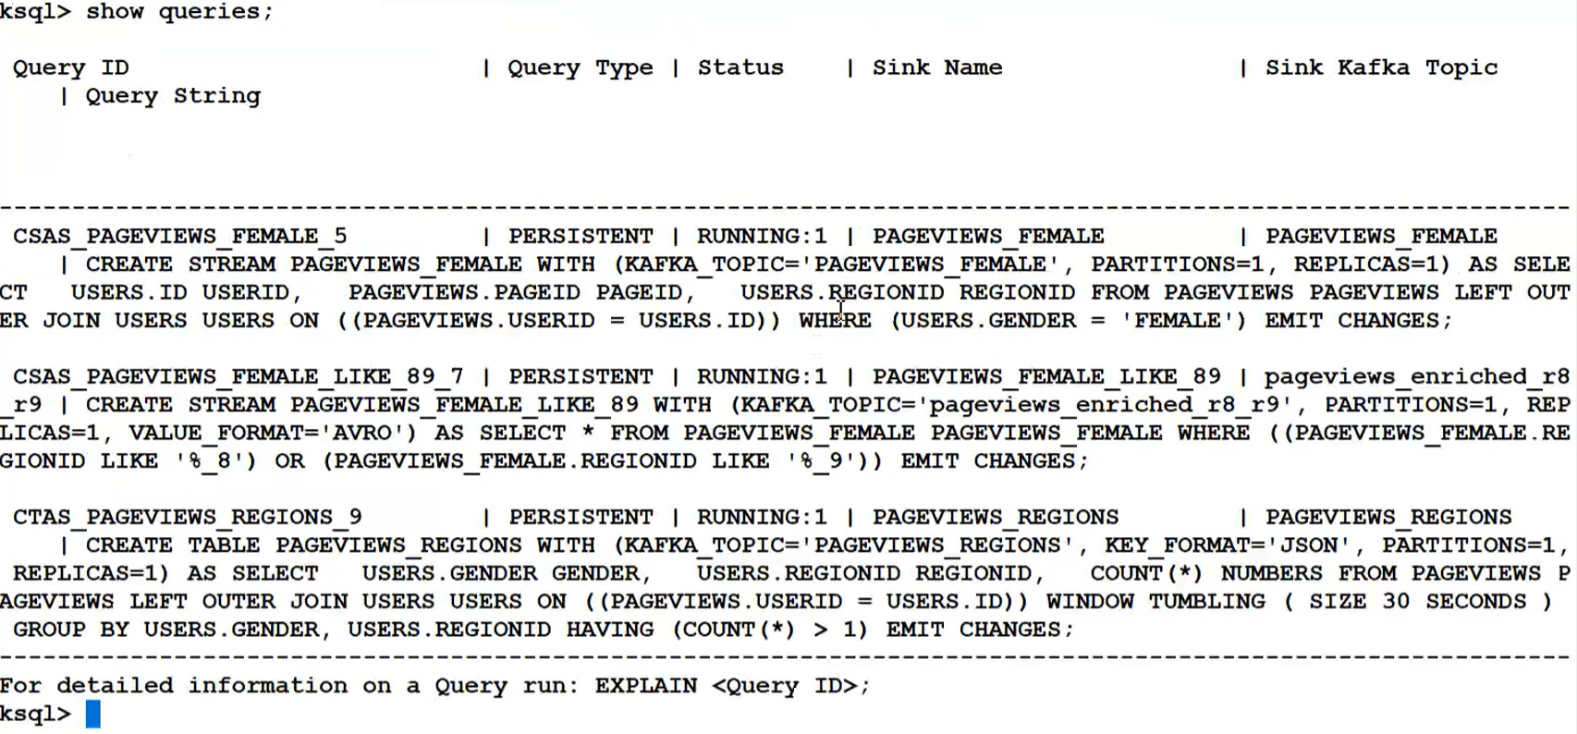 ksql> show queries;
Query ID | Query Type | Status | Sink Name | Sink Kafka Topic
| Query String
--------------------------------------------------------------------------------------------------------------
CSAS_PAGEVIEWS_FEMALE_5 | PERSISTENT | RUNNING:1 | PAGEVIEWS_FEMALE | PAGEVIEWS_FEMALE
| CREATE STREAM PAGEVIEWS_FEMALE WITH (KAFKA_TOPIC='PAGEVIEWS_FEMALE', PARTITIONS=1, REPLICAS=1) AS SELE
CT USERS.ID USERID, PAGEVIEWS.PAGEID PAGEID, USERS.REGIONID REGIONID FROM PAGEVIEWS PAGEVIEWS LEFT OUT
ER JOIN USERS USERS ON ((PAGEVIEWS.USERID = USERS.ID)) WHERE (USERS.GENDER = 'FEMALE') EMIT CHANGES;
CSAS_PAGEVIEWS_FEMALE_LIKE_89_7 | PERSISTENT | RUNNING:1 | PAGEVIEWS_FEMALE_LIKE_89 | pageviews_enriched_r8
_r9 | CREATE STREAM PAGEVIEWS_FEMALE_LIKE_89 WITH (KAFKA_TOPIC='pageviews_enriched_r8_r9', PARTITIONS=1, REP
LICAS=1, VALUE_FORMAT='AVRO') AS SELECT * FROM PAGEVIEWS_FEMALE PAGEVIEWS_FEMALE WHERE ((PAGEVIEWS_FEMALE.RE
GIONID LIKE '%_8') OR (PAGEVIEWS_FEMALE.REGIONID LIKE '%_9')) EMIT CHANGES;
CTAS_PAGEVIEWS_REGIONS_9 | PERSISTENT | RUNNING:1 | PAGEVIEWS_REGIONS | PAGEVIEWS_REGIONS
| CREATE TABLE PAGEVIEWS_REGIONS WITH (KAFKA_TOPIC='PAGEVIEWS_REGIONS', KEY_FORMAT='JSON', PARTITIONS=1,
REPLICAS=1) AS SELECT USERS.GENDER GENDER, USERS.REGIONID REGIONID, COUNT(*) NUMBERS FROM PAGEVIEWS P
AGEVIEWS LEFT OUTER JOIN USERS USERS ON ((PAGEVIEWS.USERID = USERS.ID)) WINDOW TUMBLING ( SIZE 30 SECONDS )
GROUP BY USERS.GENDER, USERS.REGIONID HAVING (COUNT(*) > 1) EMIT CHANGES;
--------------------------------------------------------------------------------------------------------------
For detailed information on a Query run: EXPLAIN <Query ID>;
ksql>